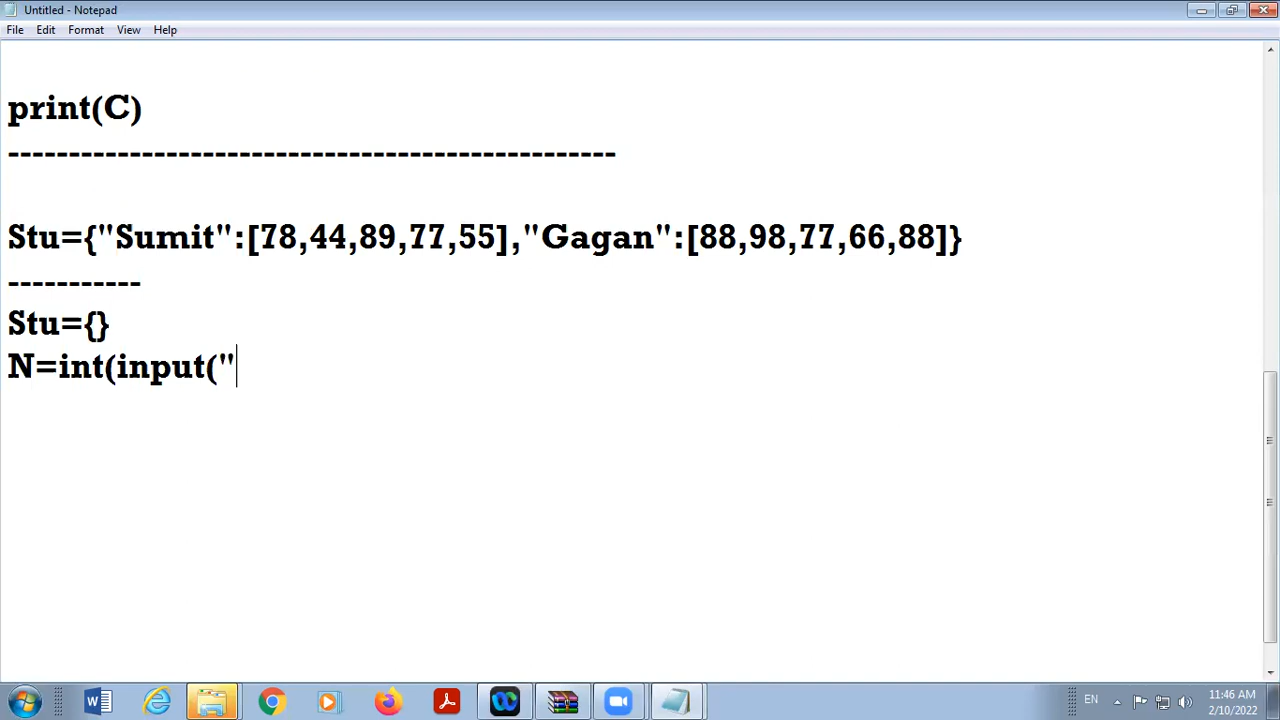 Untitled - Notepad
File Edit Format View Help
print(C)
--------------------------------------------------
Stu={"Sumit":[78,44,89,77,55],"Gagan":[88,98,77,66,88]}
-----------
Stu={}
N=int(input("
EN
11:46 AM
2/10/2022